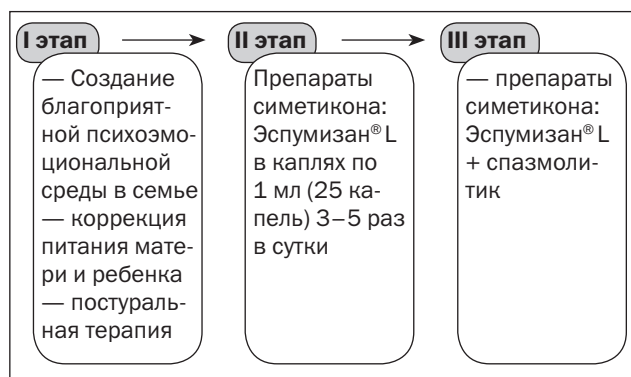 I этап
— Создание
благоприят-
ной психоэмо-
циональной
среды в семье
— коррекция
питания мате-
ри и ребенка
— постураль-
ная терапия
II этап
Препараты
симетикона:
Эспумизан® L
в каплях по
1 мл (25 ка-
пель) 3–5 раз
в сутки
III этап
— препараты
симетикона:
Эспумизан® L
+ спазмоли-
тик